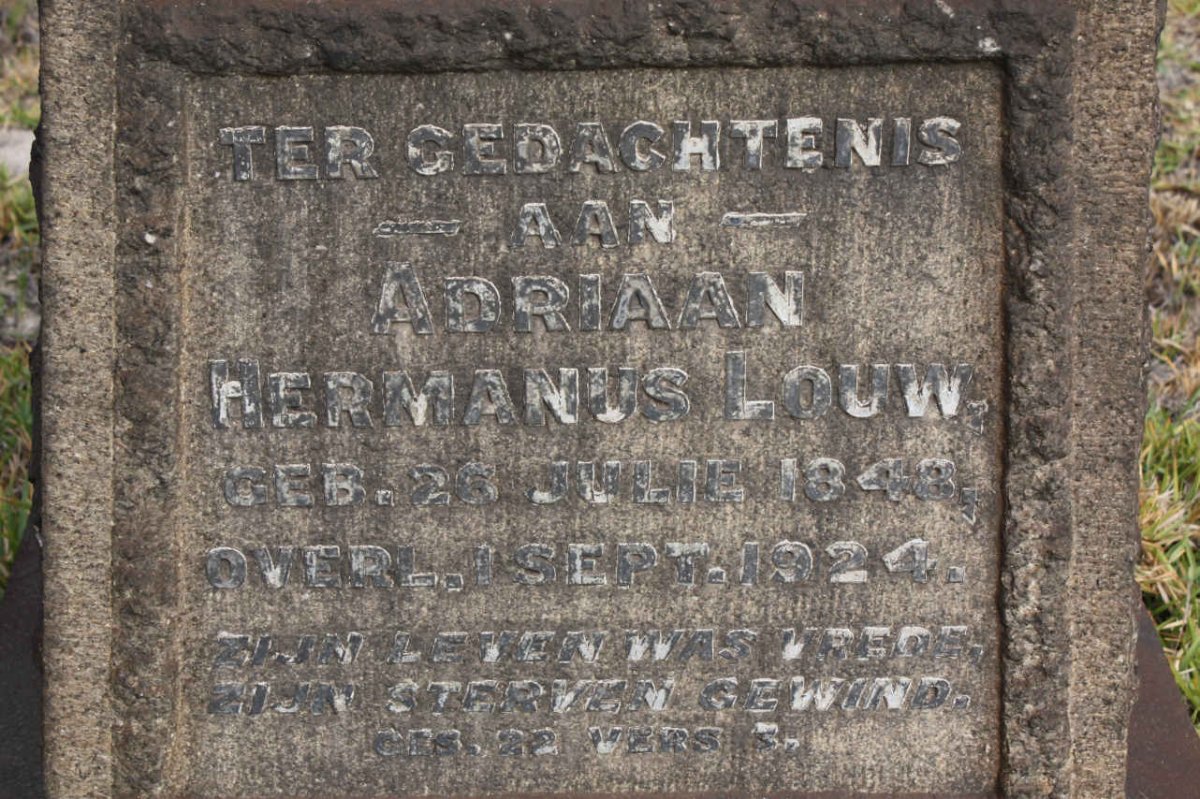 TER GEDACHTENIS
— AAN —
ADRIAAN
HERMANUS LOUW,
GEB. 26 JULIE 1848,
OVERL. 1 SEPT. 1924.
ZIJN LEVEN WAS VREDE,
ZIJN STERVEN GEWIND.
GES. 22 VERS 3.